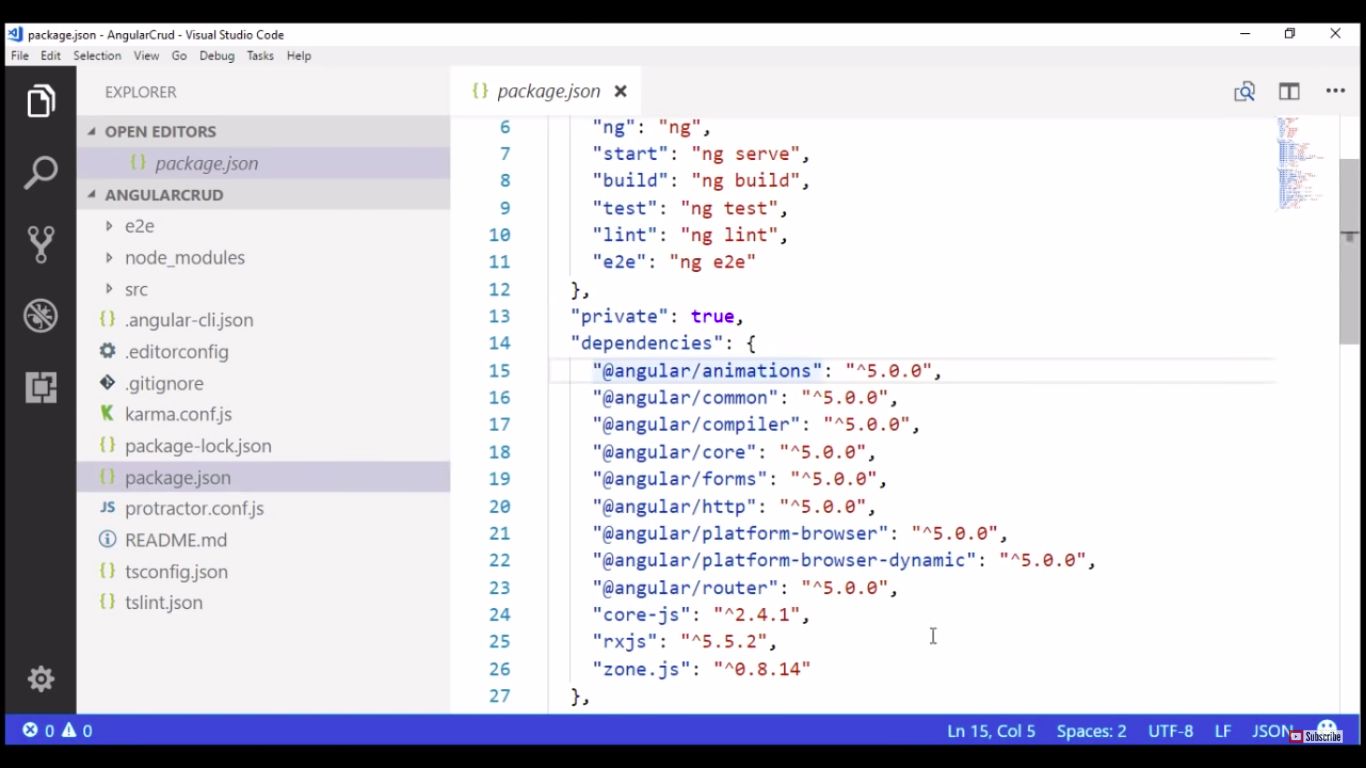 package.json - AngularCrud - Visual Studio Code
File Edit Selection View Go Debug Tasks Help
EXPLORER
OPEN EDITORS
{} package.json
ANGULARCRUD
e2e
node_modules
src
{} .angular-cli.json
.editorconfig
.gitignore
K karma.conf.js
{} package-lock.json
{} package.json
JS protractor.conf.js
README.md
{} tsconfig.json
{} tslint.json
{} package.json
6 "ng": "ng",
7 "start": "ng serve",
8 "build": "ng build",
9 "test": "ng test",
10 "lint": "ng lint",
11 "e2e": "ng e2e"
12 },
13 "private": true,
14 "dependencies": {
15 "@angular/animations": "^5.0.0",
16 "@angular/common": "^5.0.0",
17 "@angular/compiler": "^5.0.0",
18 "@angular/core": "^5.0.0",
19 "@angular/forms": "^5.0.0",
20 "@angular/http": "^5.0.0",
21 "@angular/platform-browser": "^5.0.0",
22 "@angular/platform-browser-dynamic": "^5.0.0",
23 "@angular/router": "^5.0.0",
24 "core-js": "^2.4.1",
25 "rxjs": "^5.5.2",
26 "zone.js": "^0.8.14"
27 },
0 0 Ln 15, Col 5 Spaces: 2 UTF-8 LF JSON
Subscribe